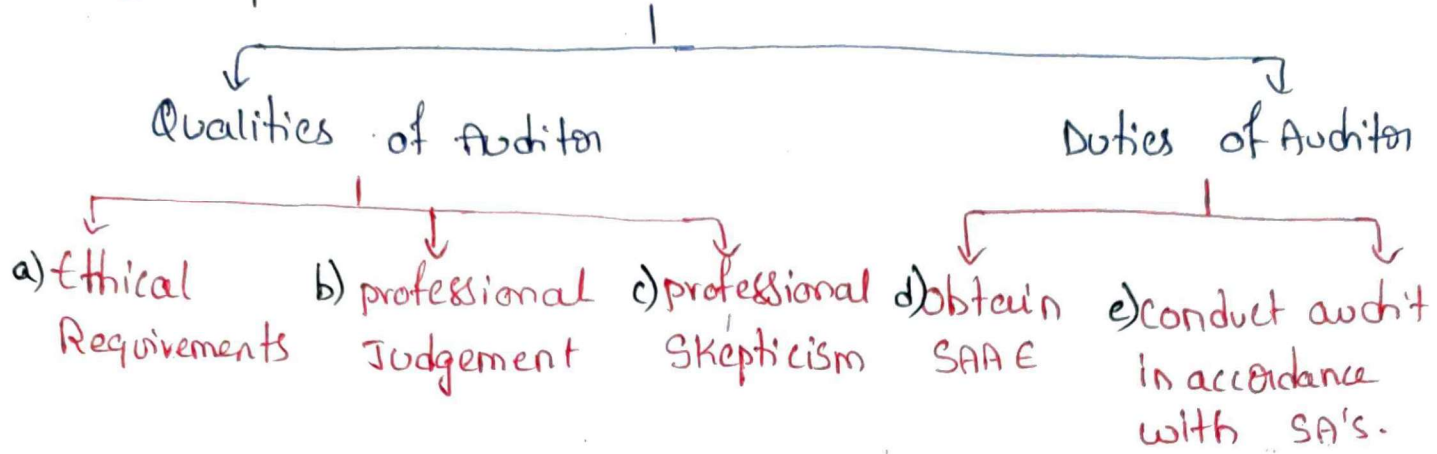 Qualities of Auditor
Duties of Auditor
a) Ethical Requirements
b) professional Judgement
c) professional Skepticism
d) obtain SAAE
e) conduct audit in accordance with SA's.